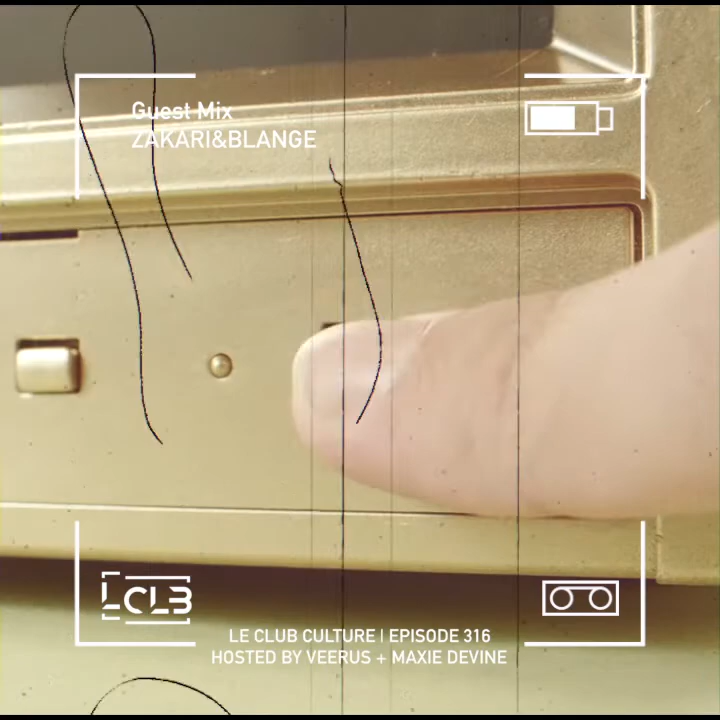 Guest Mix
ZAKARI&BLANGE
LCLB
LE CLUB CULTURE | EPISODE 316
HOSTED BY VEERUS + MAXIE DEVINE